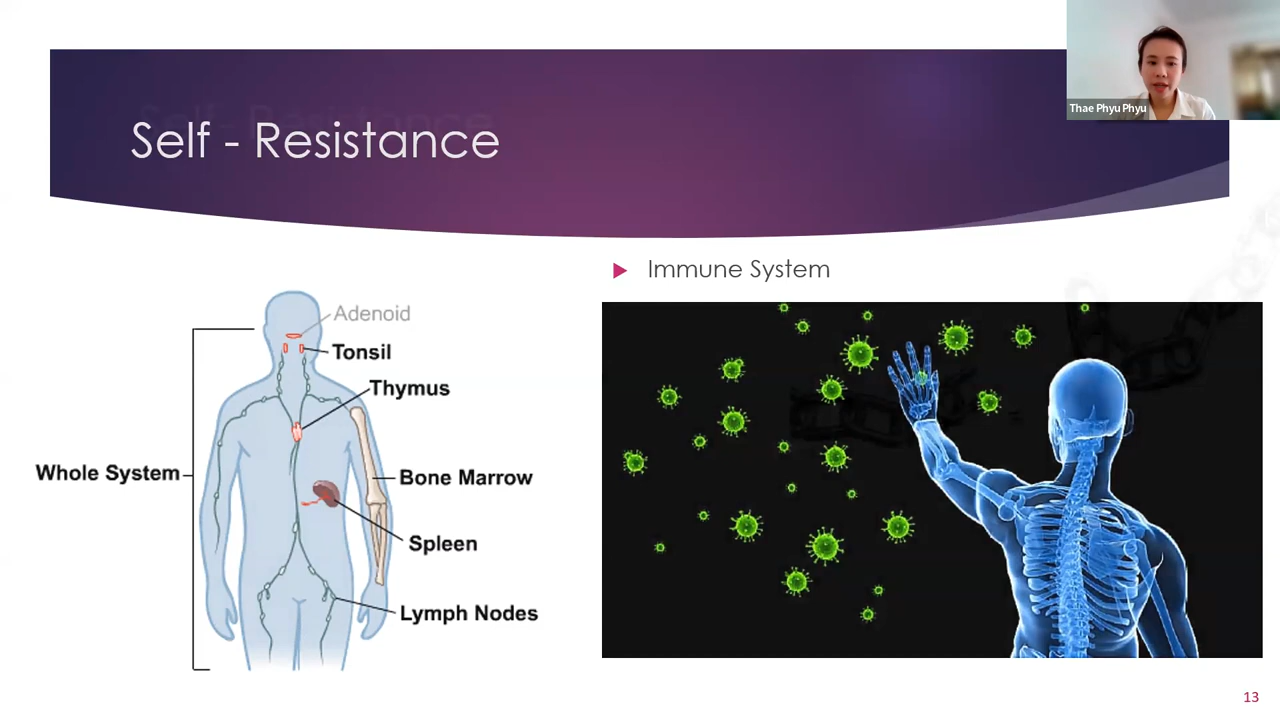 Thae Phyu Phyu
Self - Resistance
Immune System
Adenoid
Tonsil
Thymus
Whole System
Bone Marrow
Spleen
Lymph Nodes
13